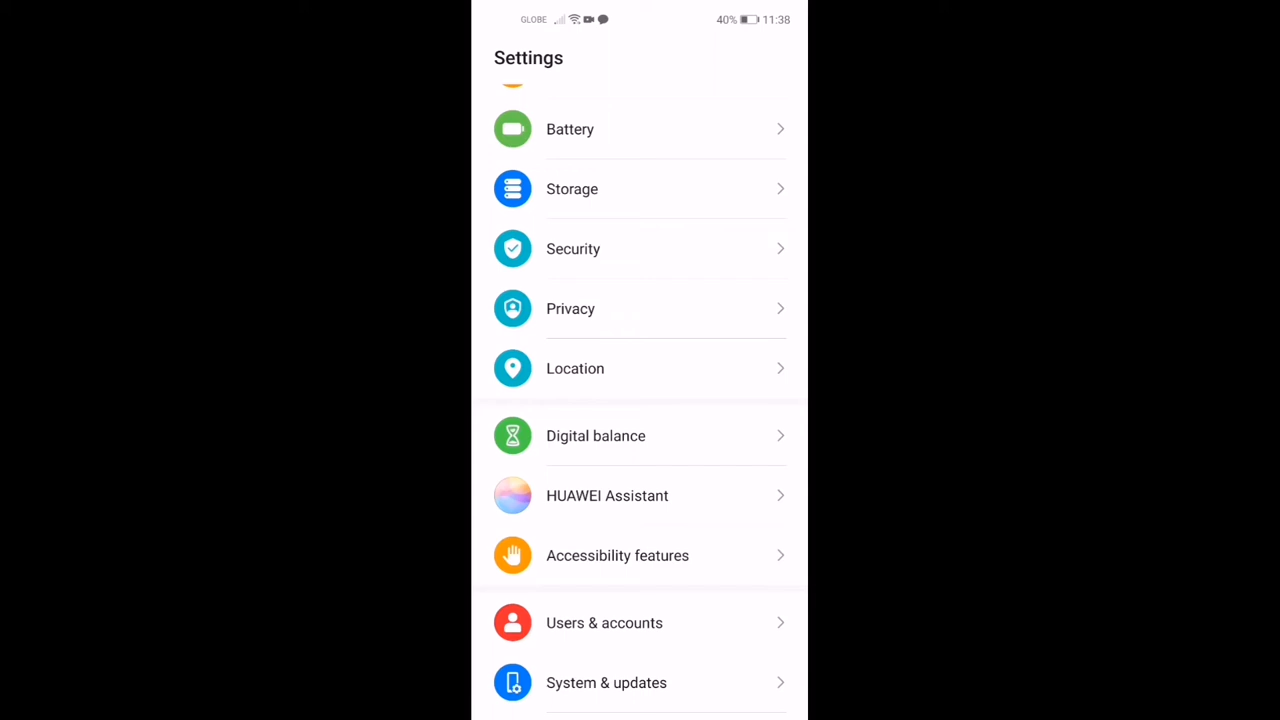 GLOBE 40% 11:38
Settings
Battery
Storage
Security
Privacy
Location
Digital balance
HUAWEI Assistant
Accessibility features
Users & accounts
System & updates